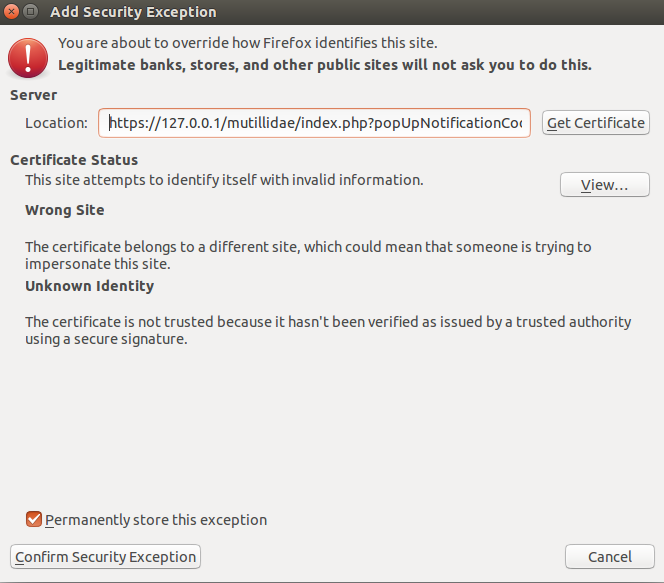 Add Security Exception
You are about to override how Firefox identifies this site.
Legitimate banks, stores, and other public sites will not ask you to do this.
Server
Location: https://127.0.0.1/mutillidae/index.php?popUpNotificationCod Get Certificate
Certificate Status
This site attempts to identify itself with invalid information.
View...
Wrong Site
The certificate belongs to a different site, which could mean that someone is trying to
impersonate this site.
Unknown Identity
The certificate is not trusted because it hasn't been verified as issued by a trusted authority
using a secure signature.
Permanently store this exception
Confirm Security Exception Cancel